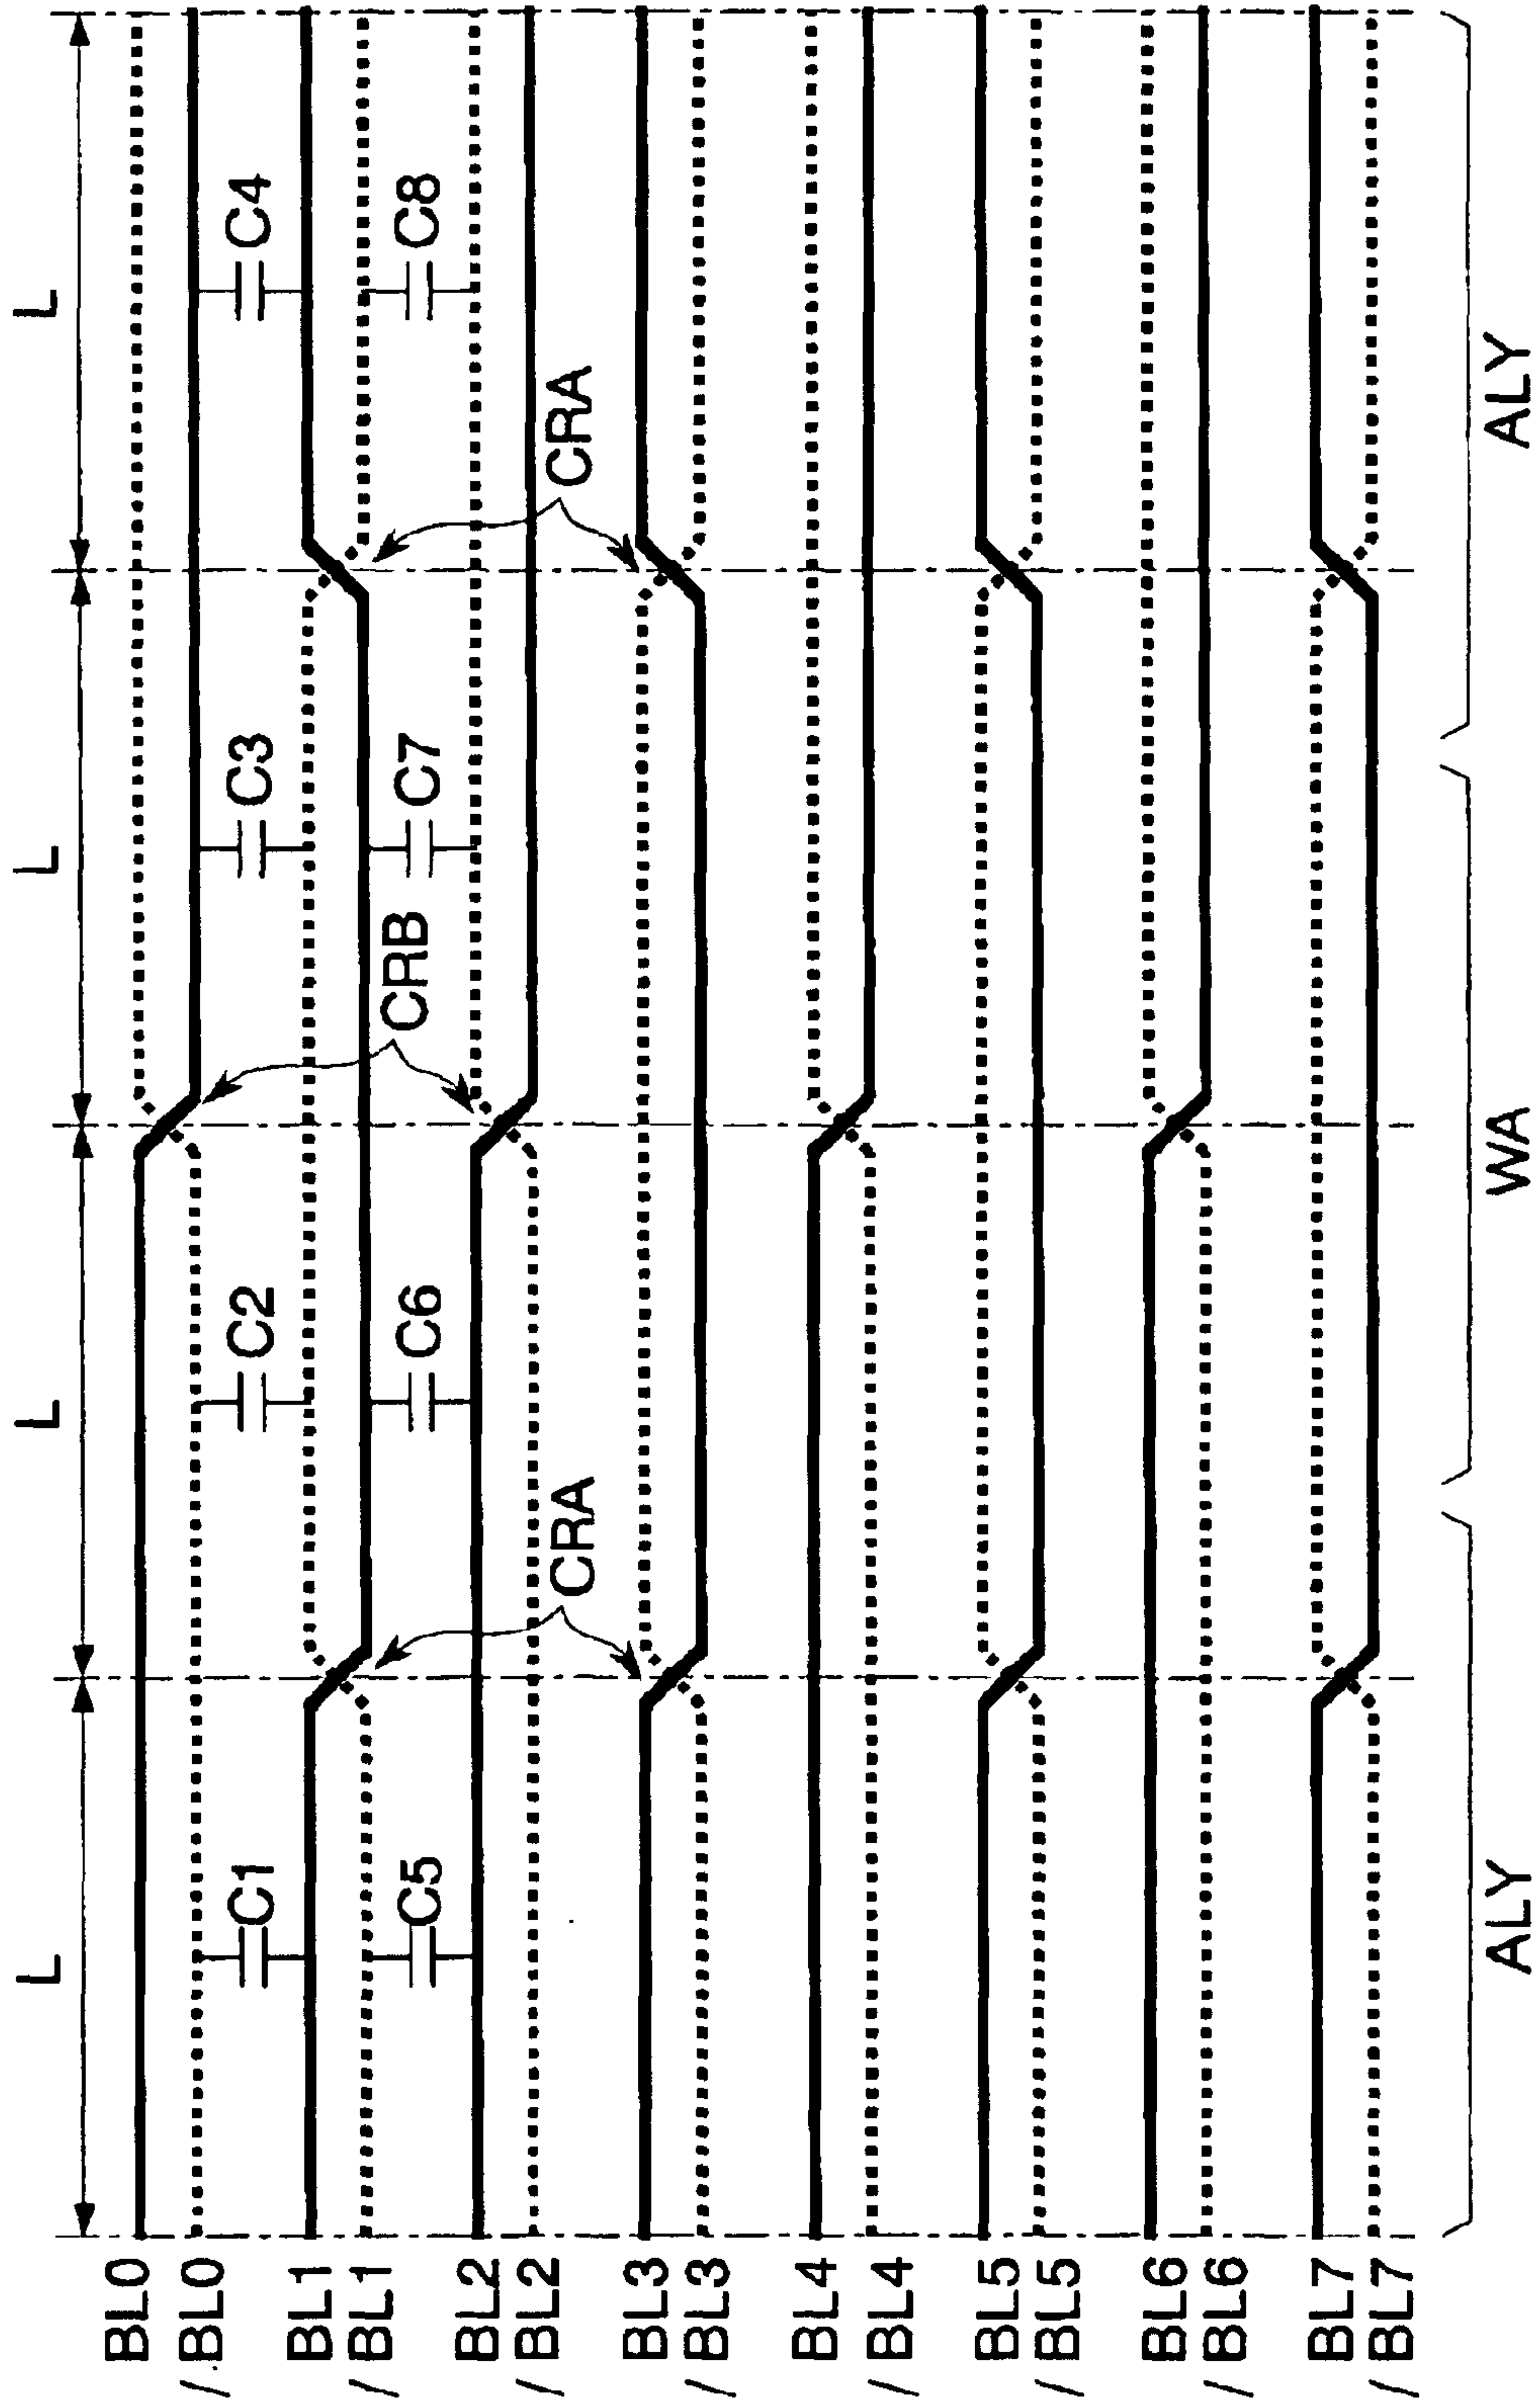 L L L L
BL0
/BL0
BL1
/BL1
BL2
/BL2
BL3
/BL3
BL4
/BL4
BL5
/BL5
BL6
/BL6
BL7
/BL7
C1 C2 C3 C4
C5 C6 C7 C8
CRB
CRA CRA
ALY WA ALY